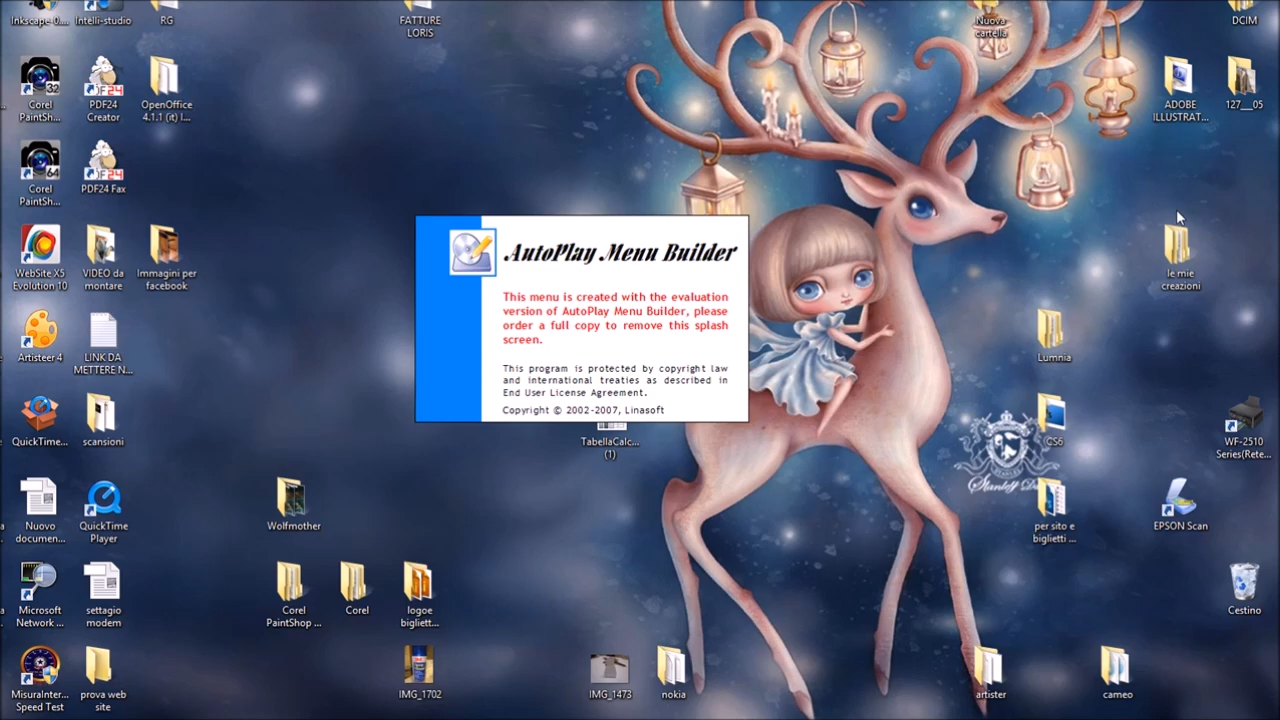 Inkscape-0....
Intelli-studio
RG
FATTURE
LORIS
Nuova
cartella
DCIM
Corel
PaintSh...
PDF24
Creator
OpenOffice
4.1.1 (it) I...
ADOBE
ILLUSTRAT...
127__05
Corel
PaintSh...
PDF24 Fax
WebSite X5
Evolution 10
VIDEO da
montare
Immagini per
facebook
le mie
creazioni
AutoPlay Menu Builder
This menu is created with the evaluation
version of AutoPlay Menu Builder, please
order a full copy to remove this splash
screen.
This program is protected by copyright law
and international treaties as described in
End User License Agreement.
Copyright © 2002-2007, Linasoft
Artisteer 4
LINK DA
METTERE N...
Lumnia
QuickTime...
scansioni
TabellaCalc...
(1)
CS6
WF-2510
Series(Rete...
Nuovo
documen...
QuickTime
Player
Wolfmother
per sito e
biglietti ...
EPSON Scan
Microsoft
Network ...
settagio
modem
Corel
PaintShop ...
Corel
logoe
bigliett...
Cestino
MisuraInter...
Speed Test
prova web
site
IMG_1702
IMG_1473
nokia
artister
cameo